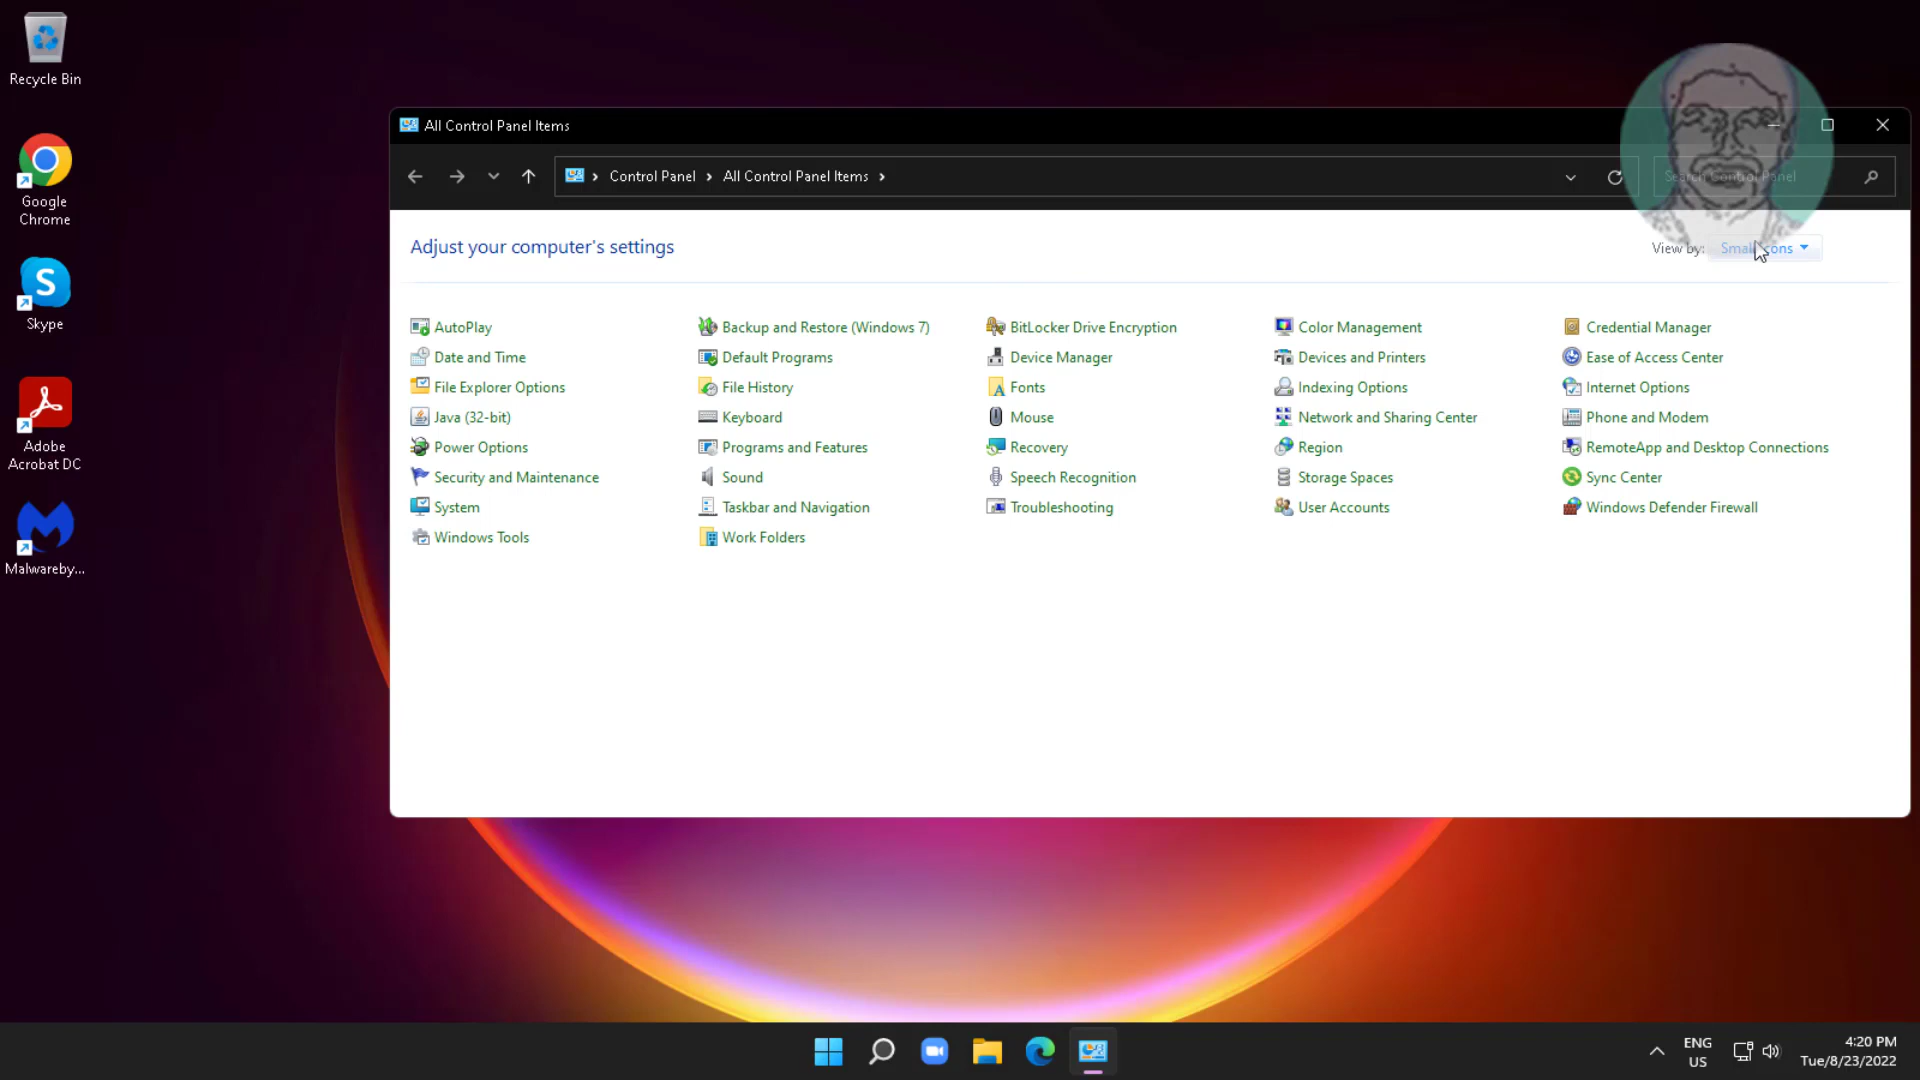 Recycle Bin
Google
Chrome
Skype
Adobe
Acrobat DC
Malwareby...
All Control Panel Items
Control Panel
All Control Panel Items
Search Control Panel
Adjust your computer's settings
View by:
Small icons
AutoPlay
Backup and Restore (Windows 7)
BitLocker Drive Encryption
Color Management
Credential Manager
Date and Time
Default Programs
Device Manager
Devices and Printers
Ease of Access Center
File Explorer Options
File History
Fonts
Indexing Options
Internet Options
Java (32-bit)
Keyboard
Mouse
Network and Sharing Center
Phone and Modem
Power Options
Programs and Features
Recovery
Region
RemoteApp and Desktop Connections
Security and Maintenance
Sound
Speech Recognition
Storage Spaces
Sync Center
System
Taskbar and Navigation
Troubleshooting
User Accounts
Windows Defender Firewall
Windows Tools
Work Folders
ENG
US
4:20 PM
Tue/8/23/2022